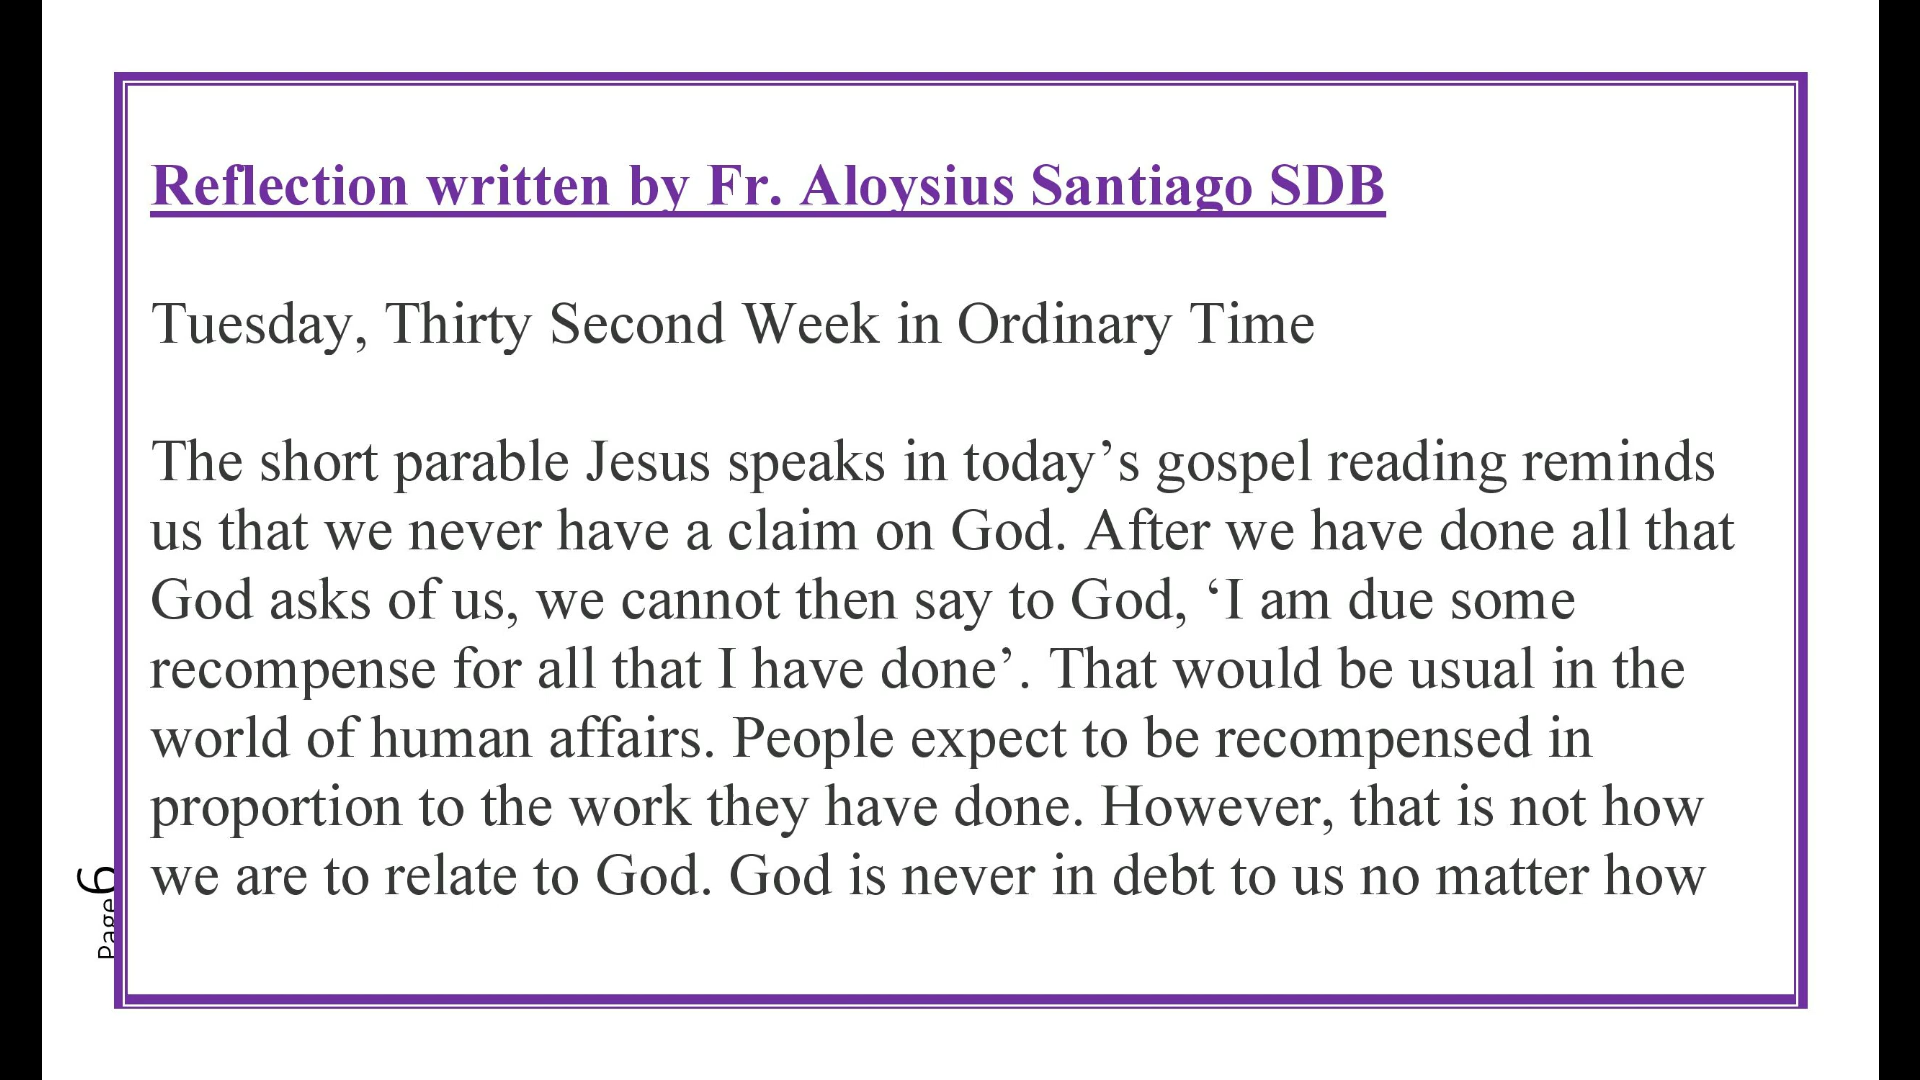 Reflection written by Fr. Aloysius Santiago SDB
Tuesday, Thirty Second Week in Ordinary Time
The short parable Jesus speaks in today’s gospel reading reminds
us that we never have a claim on God. After we have done all that
God asks of us, we cannot then say to God, ‘I am due some
recompense for all that I have done’. That would be usual in the
world of human affairs. People expect to be recompensed in
proportion to the work they have done. However, that is not how
we are to relate to God. God is never in debt to us no matter how
Page 6